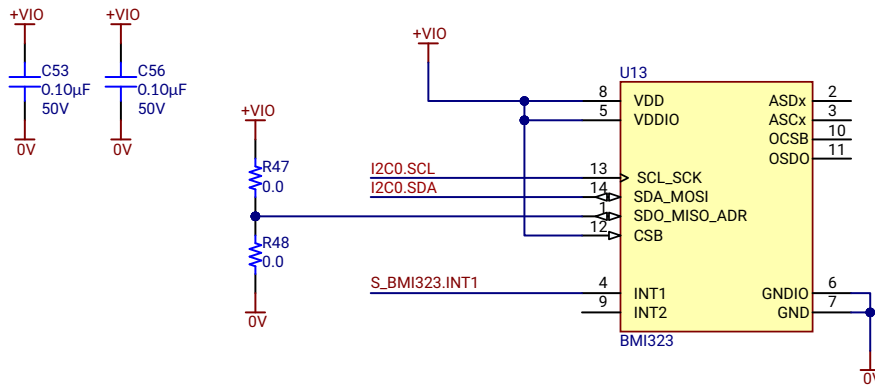 +VIO
C53
0.10µF
50V
0V
+VIO
C56
0.10µF
50V
0V
+VIO
R47
0.0
R48
0.0
0V
+VIO
I2C0.SCL
I2C0.SDA
S_BMI323.INT1
U13
8 VDD
5 VDDIO
13 SCL_SCK
14 SDA_MOSI
1 SDO_MISO_ADR
12 CSB
4 INT1
9 INT2
ASDx 2
ASCx 3
OCSB 10
OSDO 11
GNDIO 6
GND 7
BMI323
0V